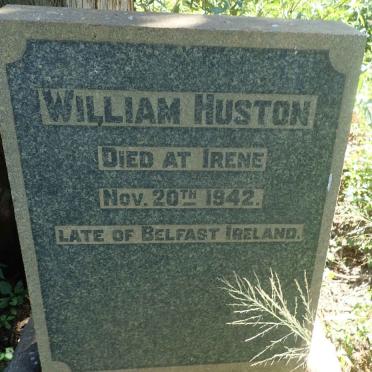 WILLIAM HUSTON
DIED AT IRENE
NOV. 20TH 1942.
LATE OF BELFAST IRELAND.